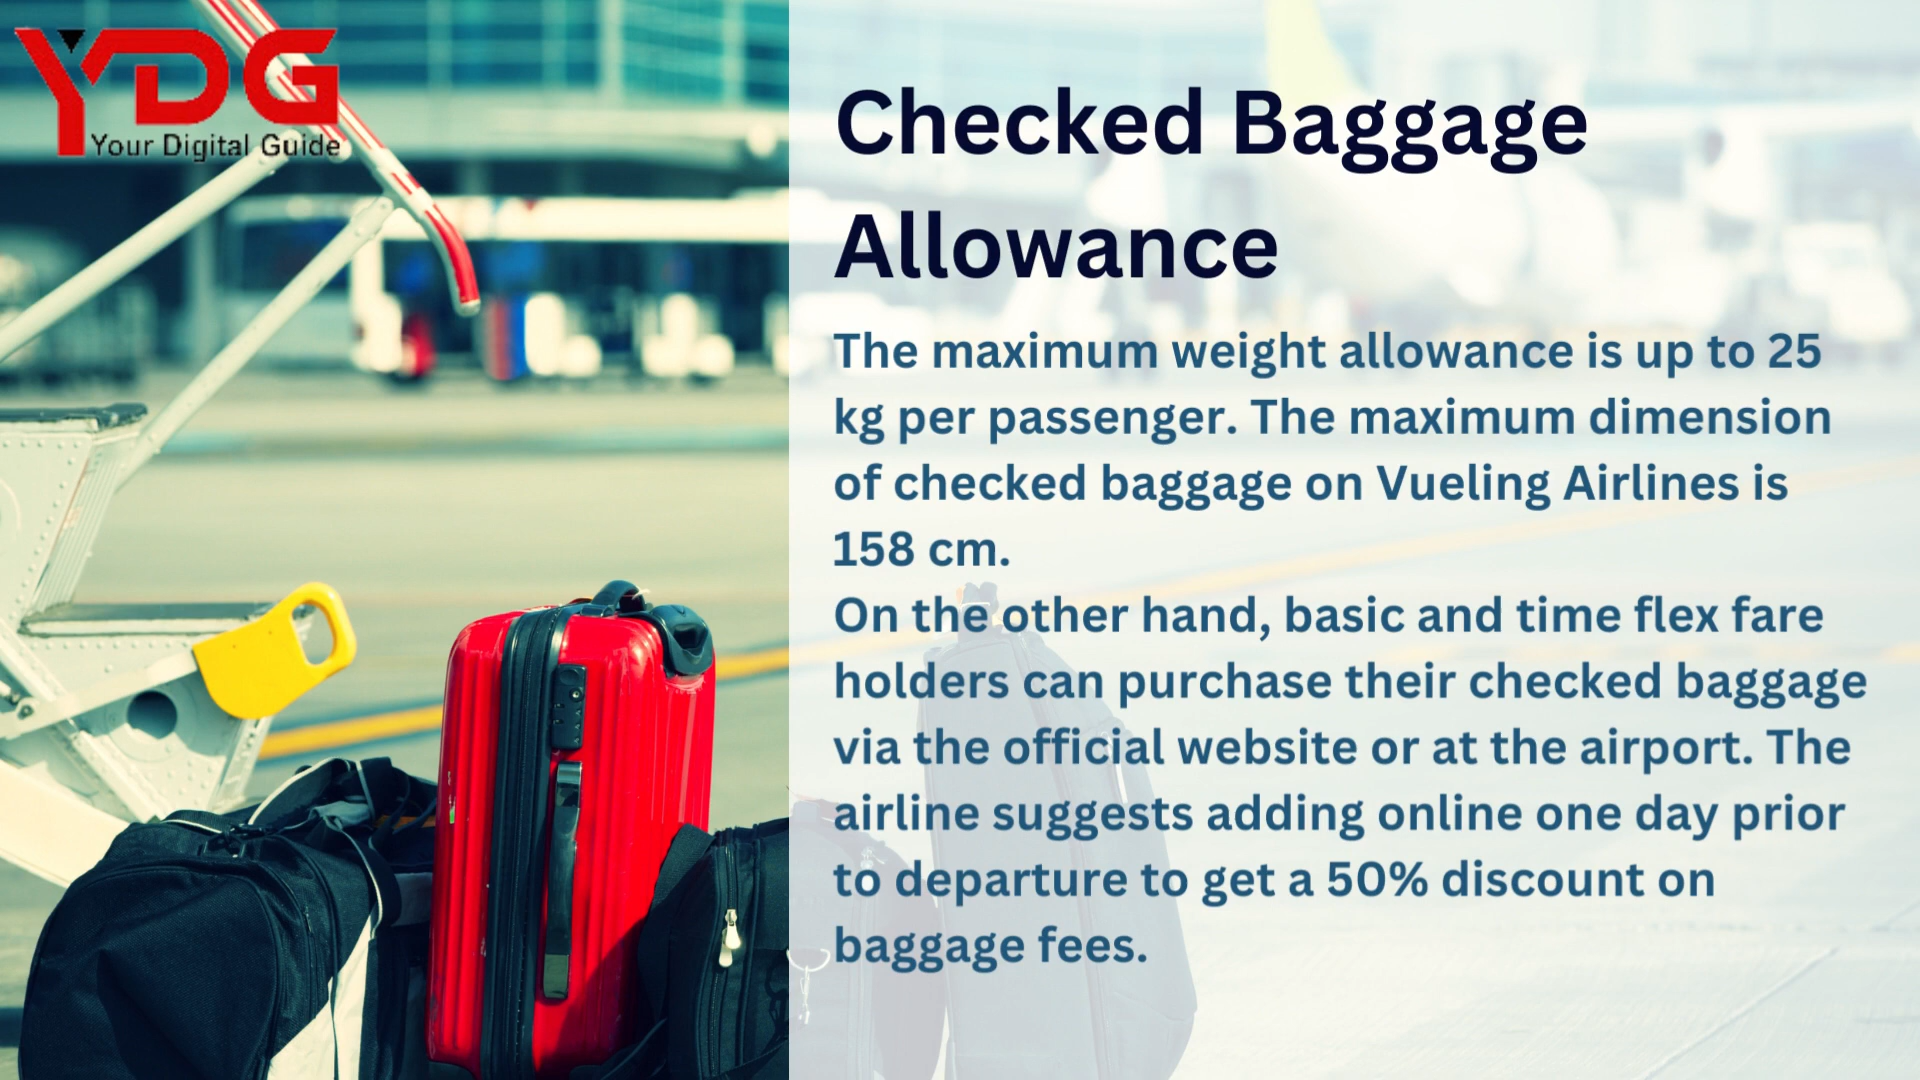 YDG
Your Digital Guide
Checked Baggage
Allowance
The maximum weight allowance is up to 25
kg per passenger. The maximum dimension
of checked baggage on Vueling Airlines is
158 cm.
On the other hand, basic and time flex fare
holders can purchase their checked baggage
via the official website or at the airport. The
airline suggests adding online one day prior
to departure to get a 50% discount on
baggage fees.